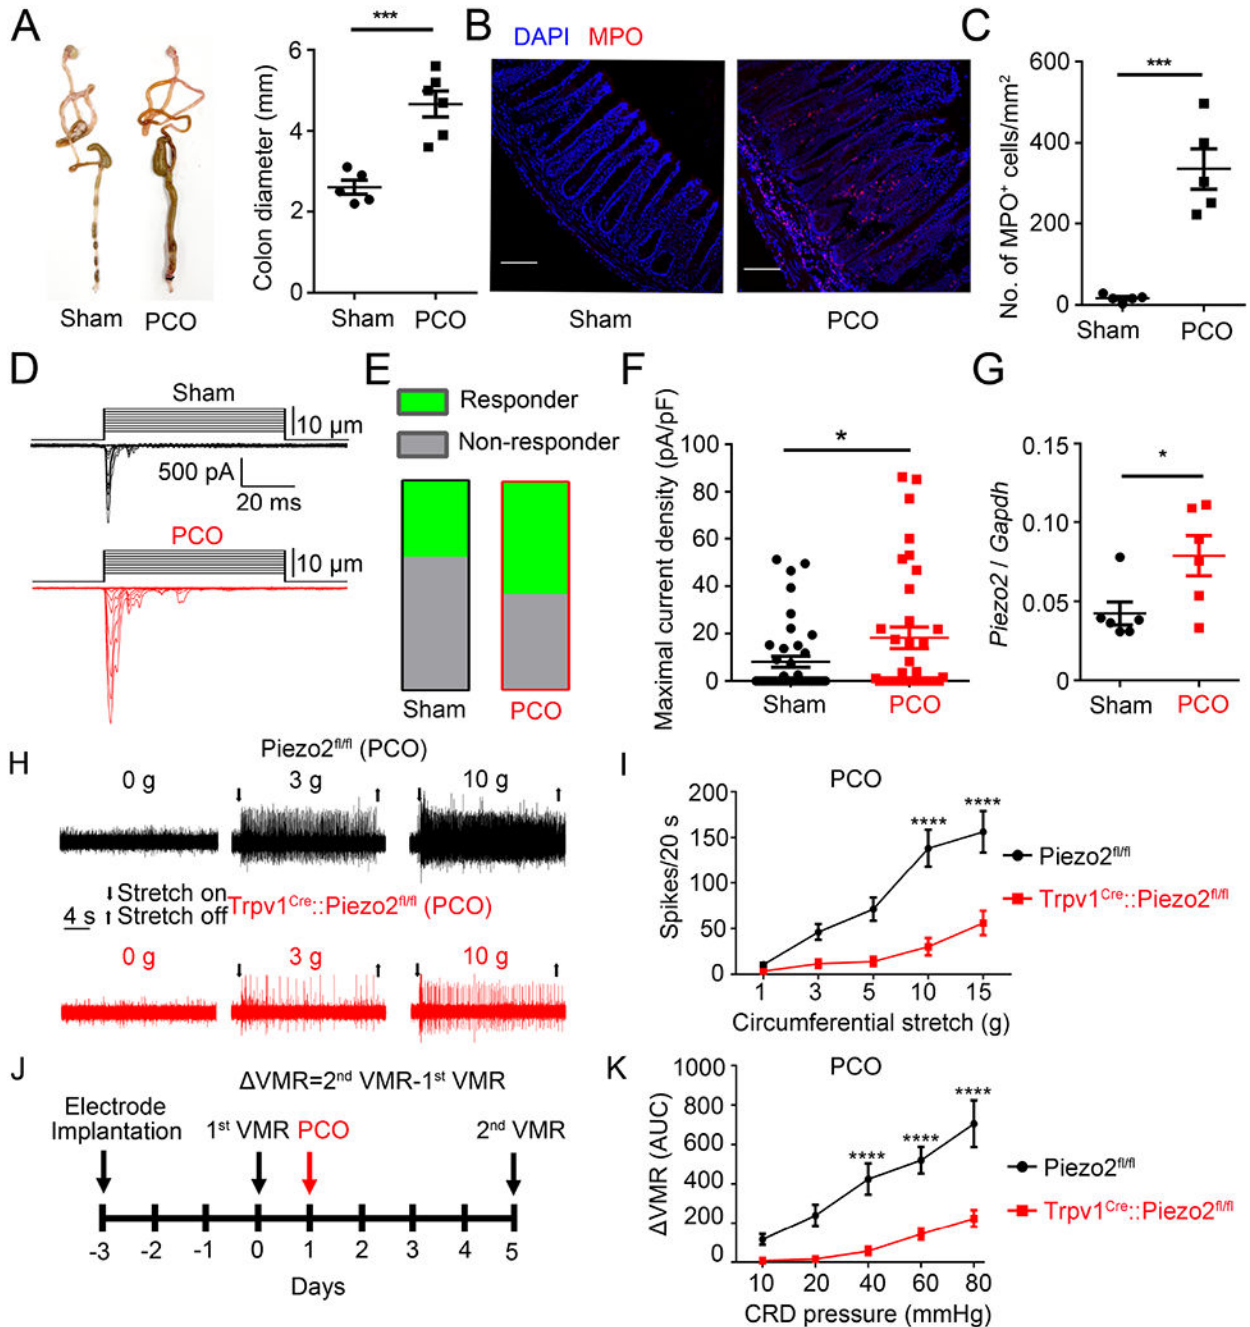 A
Sham
PCO
Colon diameter (mm)
6
4
2
0
***
Sham
PCO
B
DAPI MPO
Sham
PCO
C
No. of MPO⁺ cells/mm²
600
400
200
0
***
Sham
PCO
D
Sham
10 µm
500 pA
20 ms
PCO
10 µm
E
Responder
Non-responder
Sham
PCO
F
Maximal current density (pA/pF)
100
80
60
40
20
0
*
Sham
PCO
G
Piezo2 / Gapdh
0.15
0.10
0.05
0.00
*
Sham
PCO
H
Piezo2fl/fl (PCO)
0 g
3 g
10 g
Stretch on
4 s
Stretch off
Trpv1Cre::Piezo2fl/fl (PCO)
0 g
3 g
10 g
I
PCO
Spikes/20 s
200
150
100
50
0
****
****
1 3 5 10 15
Circumferential stretch (g)
Piezo2fl/fl
Trpv1Cre::Piezo2fl/fl
J
ΔVMR=2nd VMR-1st VMR
Electrode
Implantation
1st VMR
PCO
2nd VMR
-3 -2 -1 0 1 2 3 4 5
Days
K
PCO
ΔVMR (AUC)
1000
800
600
400
200
0
****
****
****
10 20 40 60 80
CRD pressure (mmHg)
Piezo2fl/fl
Trpv1Cre::Piezo2fl/fl